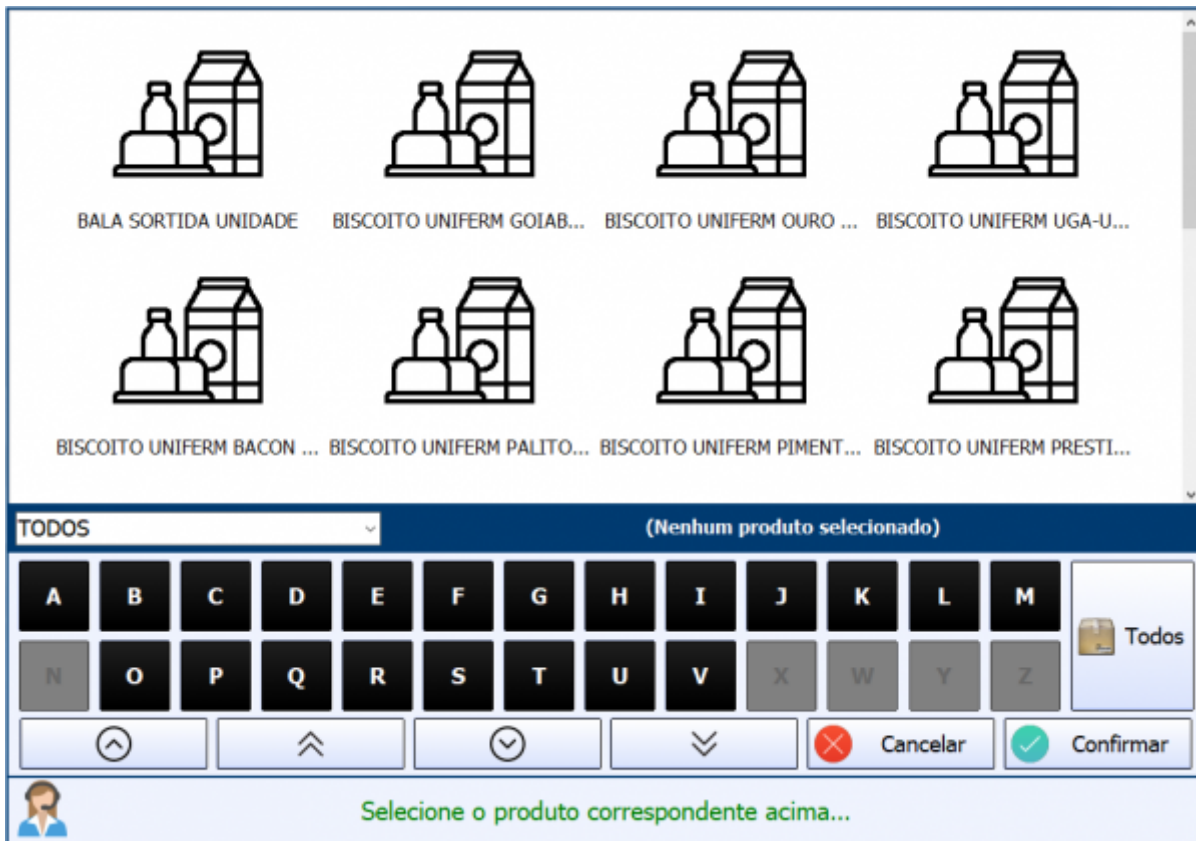 BALA SORTIDA UNIDADE BISCOITO UNIFERM GOIAB... BISCOITO UNIFERM OURO ... BISCOITO UNIFERM UGA-U...
BISCOITO UNIFERM BACON ... BISCOITO UNIFERM PALITO... BISCOITO UNIFERM PIMENT... BISCOITO UNIFERM PRESTI...
TODOS (Nenhum produto selecionado)
A B C D E F G H I J K L M
Todos
N O P Q R S T U V X W Y Z
Cancelar Confirmar
Selecione o produto correspondente acima...